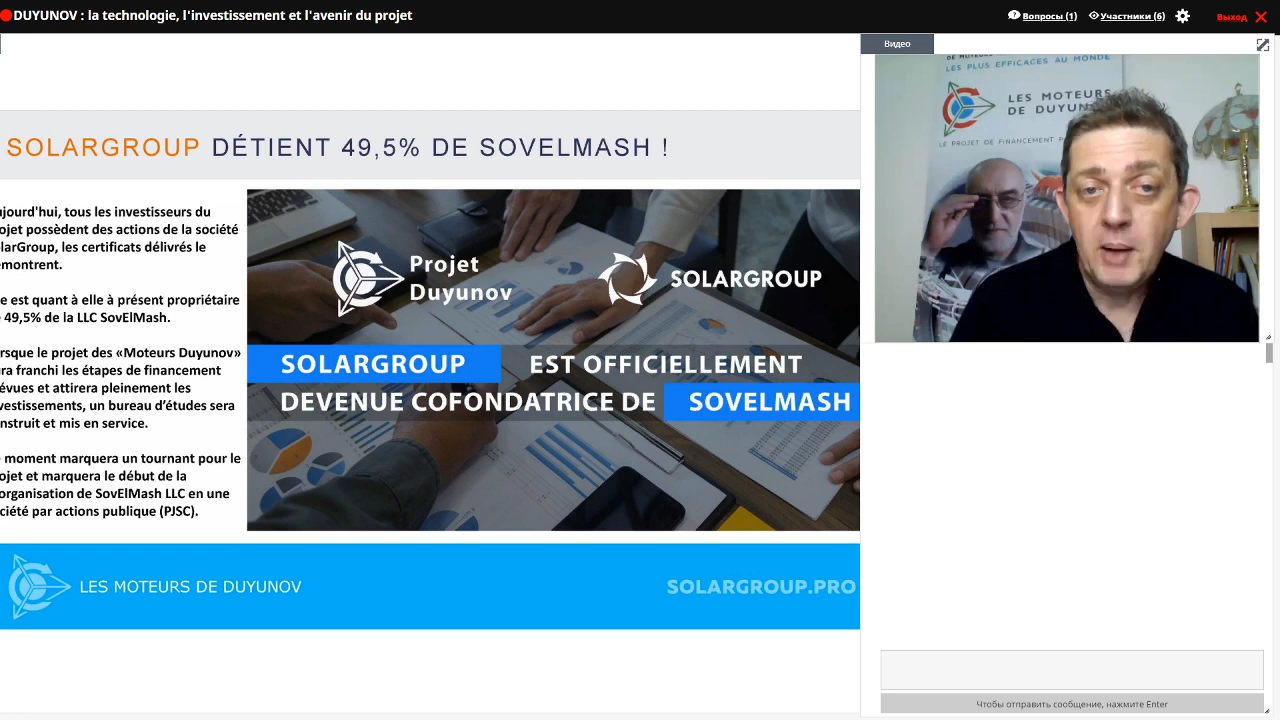 DUYUNOV : la technologie, l'investissement et l'avenir du projet
Вопросы (1)
Участники (6)
Выход
Видео
SOLARGROUP DÉTIENT 49,5% DE SOVELMASH !
ujourd'hui, tous les investisseurs du
ojet possèdent des actions de la société
larGroup, les certificats délivrés le
émontrent.
e est quant à elle à présent propriétaire
49,5% de la LLC SovElMash.
rsque le projet des «Moteurs Duyunov»
ra franchi les étapes de financement
évues et attirera pleinement les
vestissements, un bureau d'études sera
nstruit et mis en service.
moment marquera un tournant pour le
ojet et marquera le début de la
organisation de SovElMash LLC en une
ciété par actions publique (PJSC).
Projet
Duyunov
SOLARGROUP
SOLARGROUP EST OFFICIELLEMENT
DEVENUE COFONDATRICE DE SOVELMASH
LES MOTEURS DE DUYUNOV
SOLARGROUP.PRO
LES PLUS EFFICACES AU MONDE
LES MOTEURS
DE DUYUN
LE PROJET DE FINANCEMENT
Чтобы отправить сообщение, нажмите Enter